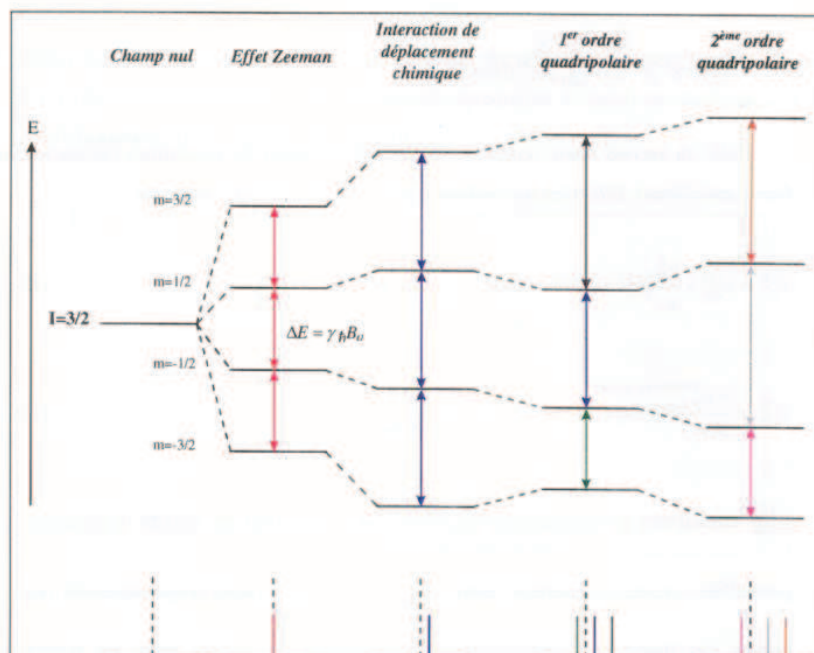 Champ nul
Effet Zeeman
Interaction de
déplacement
chimique
1er ordre
quadripolaire
2ème ordre
quadripolaire
E
m=3/2
m=1/2
I=3/2
ΔE = γℏB₀
m=-1/2
m=-3/2